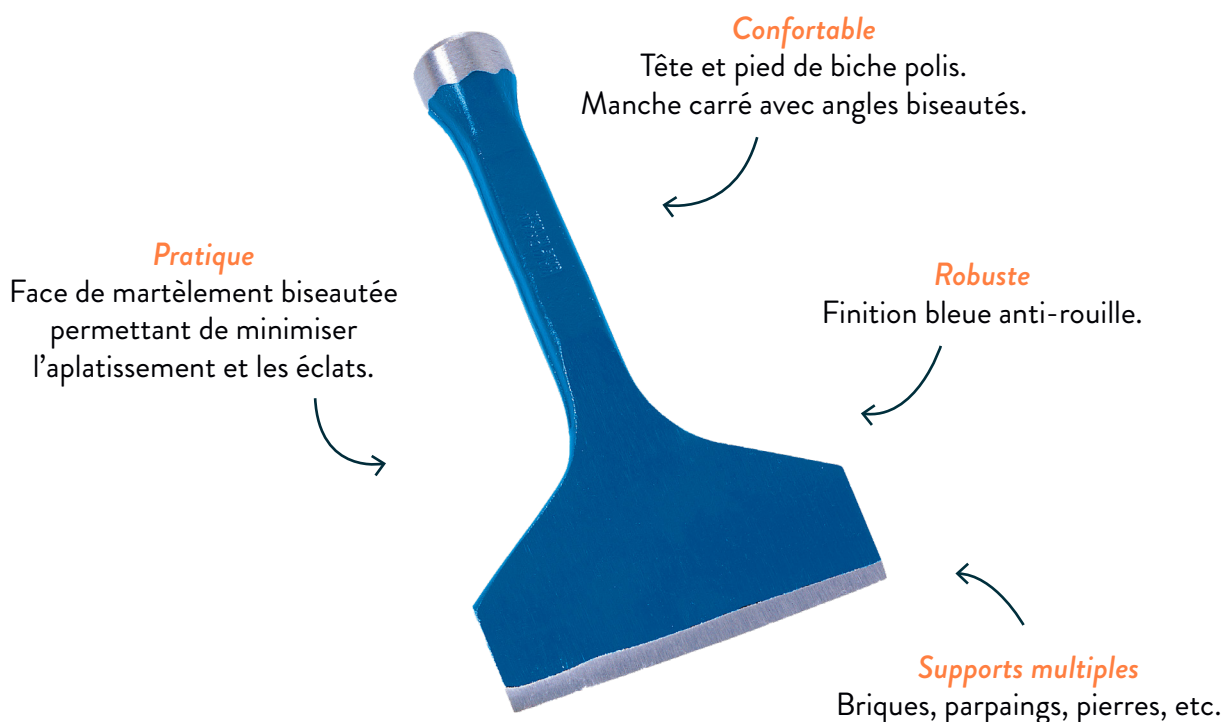 Confortable
Tête et pied de biche polis.
Manche carré avec angles biseautés.
Pratique
Face de martèlement biseautée
permettant de minimiser
l'aplatissement et les éclats.
Robuste
Finition bleue anti-rouille.
Supports multiples
Briques, parpaings, pierres, etc.